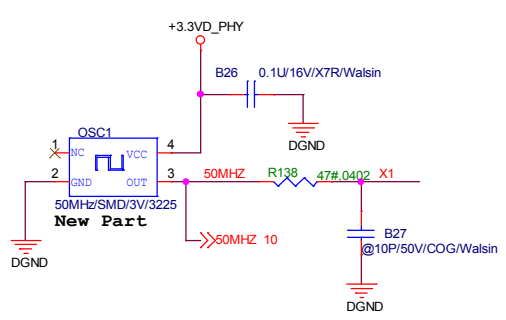 +3.3VD_PHY
B26 0.1U/16V/X7R/Walsin
DGND
OSC1
1 NC VCC 4
2 GND OUT 3
50MHZ R138 47#,0402 X1
50MHz/SMD/3V/3225
New Part
50MHZ 10
B27
@10P/50V/COG/Walsin
DGND
DGND